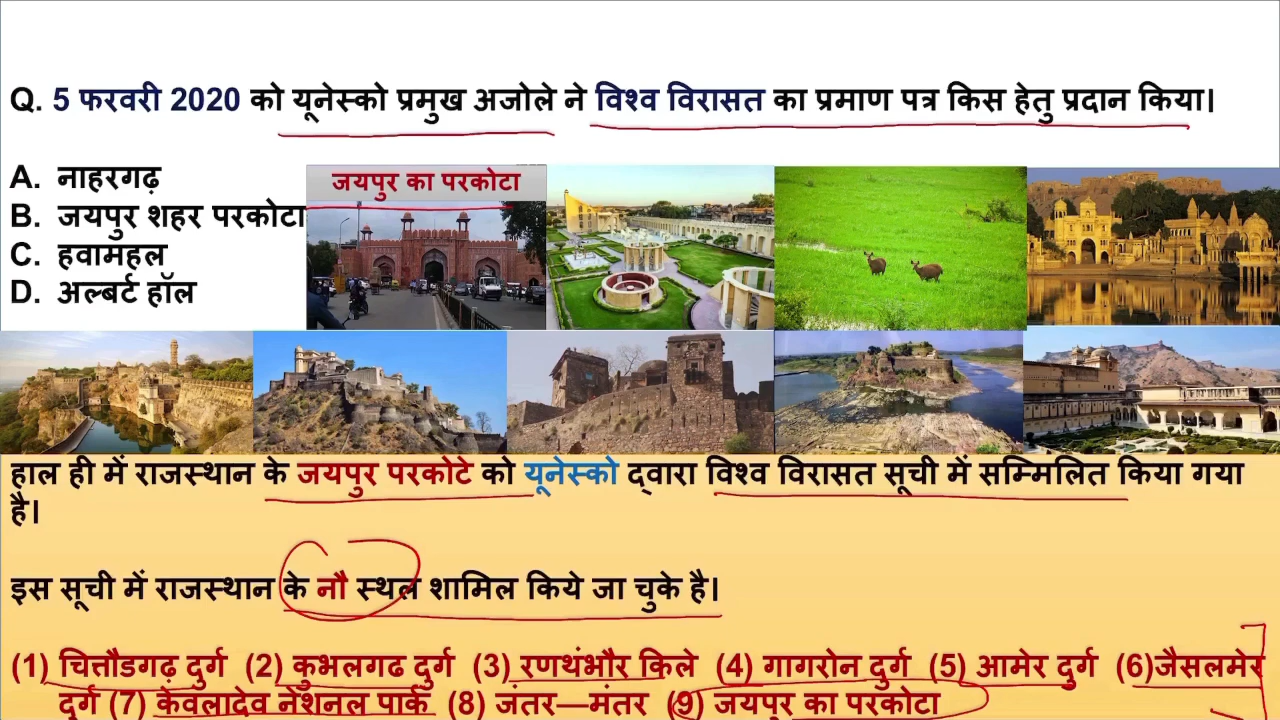 Q. 5 फरवरी 2020 को यूनेस्को प्रमुख अजोले ने विश्व विरासत का प्रमाण पत्र किस हेतु प्रदान किया।
A. नाहरगढ़
B. जयपुर शहर परकोटा
C. हवामहल
D. अल्बर्ट हॉल
जयपुर का परकोटा
हाल ही में राजस्थान के जयपुर परकोटे को यूनेस्को द्वारा विश्व विरासत सूची में सम्मिलित किया गया
है।
इस सूची में राजस्थान के नौ स्थल शामिल किये जा चुके है।
(1) चित्तौडगढ़ दुर्ग (2) कुभलगढ दुर्ग (3) रणथंभौर किले (4) गागरोन दुर्ग (5) आमेर दुर्ग (6)जैसलमेर
दुर्ग (7) केवलादेव नेशनल पार्क (8) जंतर—मंतर (9) जयपुर का परकोटा